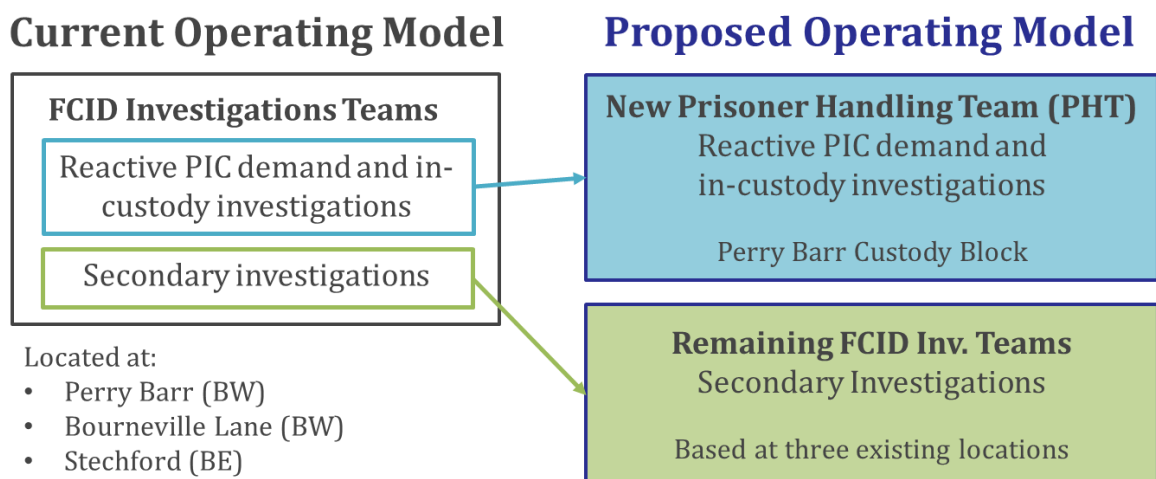 Current Operating Model
FCID Investigations Teams
Reactive PIC demand and in-
custody investigations
Secondary investigations
Located at:
• Perry Barr (BW)
• Bourneville Lane (BW)
• Stechford (BE)
Proposed Operating Model
New Prisoner Handling Team (PHT)
Reactive PIC demand and
in-custody investigations
Perry Barr Custody Block
Remaining FCID Inv. Teams
Secondary Investigations
Based at three existing locations